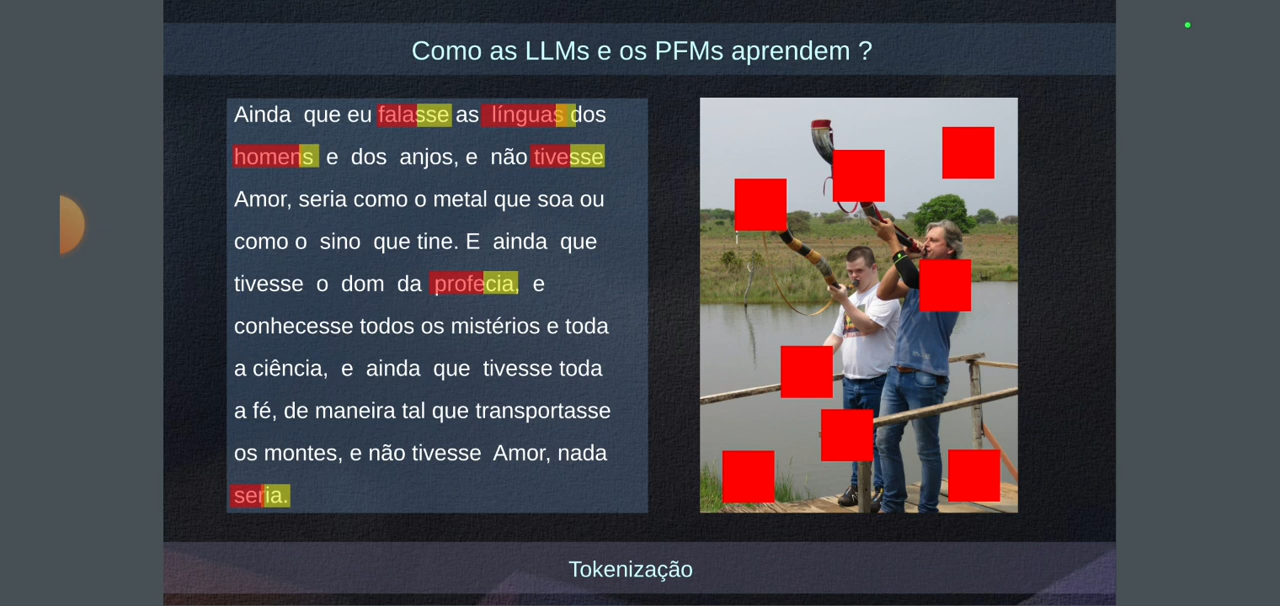 Como as LLMs e os PFMs aprendem ?
Ainda que eu falasse as línguas dos
homens e dos anjos, e não tivesse
Amor, seria como o metal que soa ou
como o sino que tine. E ainda que
tivesse o dom da profecia, e
conhecesse todos os mistérios e toda
a ciência, e ainda que tivesse toda
a fé, de maneira tal que transportasse
os montes, e não tivesse Amor, nada
seria.
Tokenização